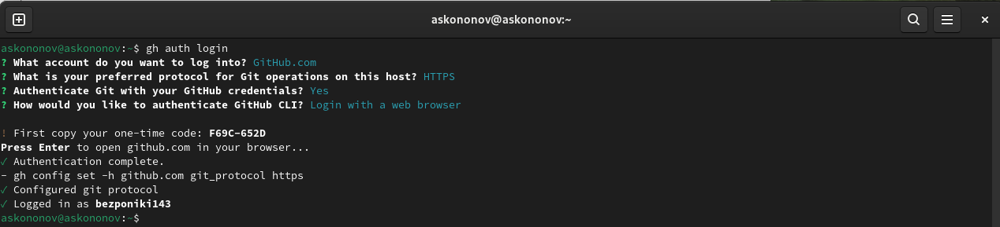 askononov@askononov:~
askononov@askononov:~$ gh auth login
? What account do you want to log into? GitHub.com
? What is your preferred protocol for Git operations on this host? HTTPS
? Authenticate Git with your GitHub credentials? Yes
? How would you like to authenticate GitHub CLI? Login with a web browser
! First copy your one-time code: F69C-652D
Press Enter to open github.com in your browser...
✓ Authentication complete.
- gh config set -h github.com git_protocol https
✓ Configured git protocol
✓ Logged in as bezponiki143
askononov@askononov:~$